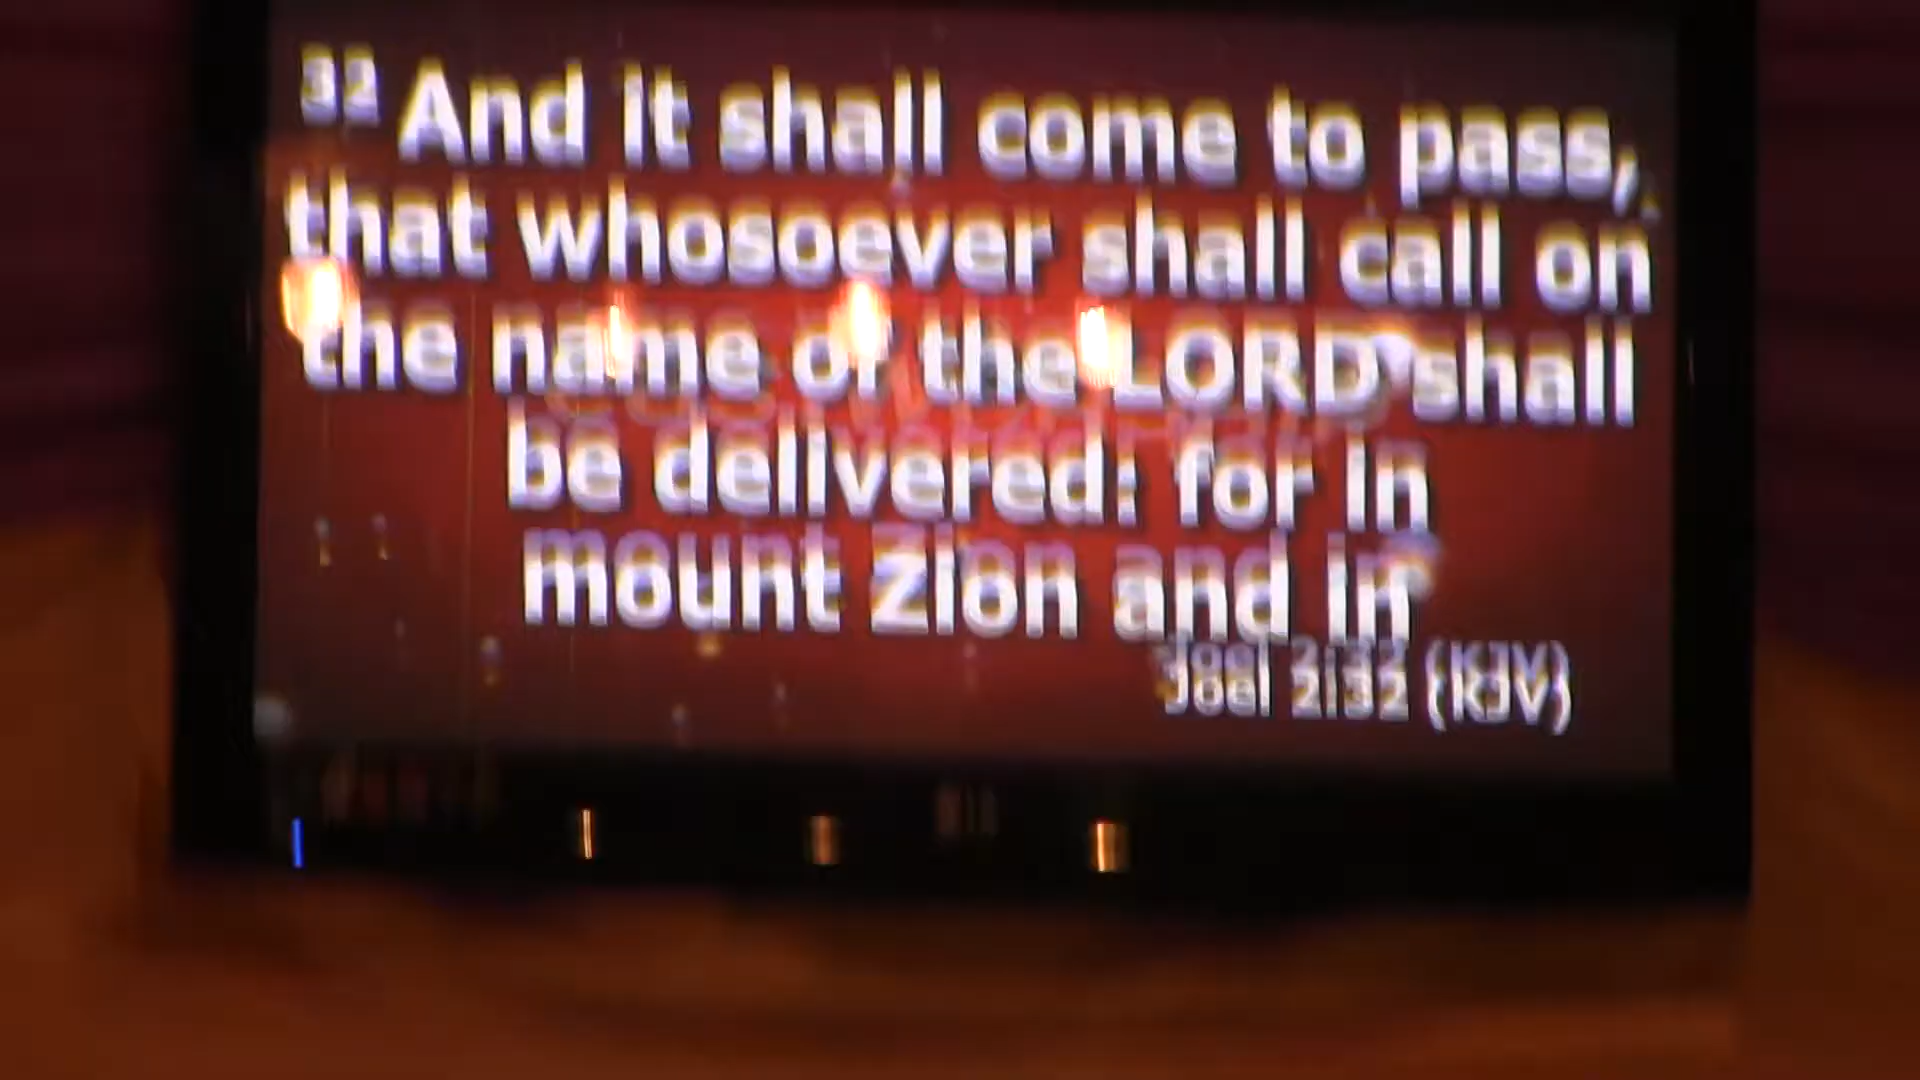 32 And it shall come to pass,
that whosoever shall call on
the name of the LORD shall
be delivered: for in
mount Zion and in
Joel 2:32 (KJV)